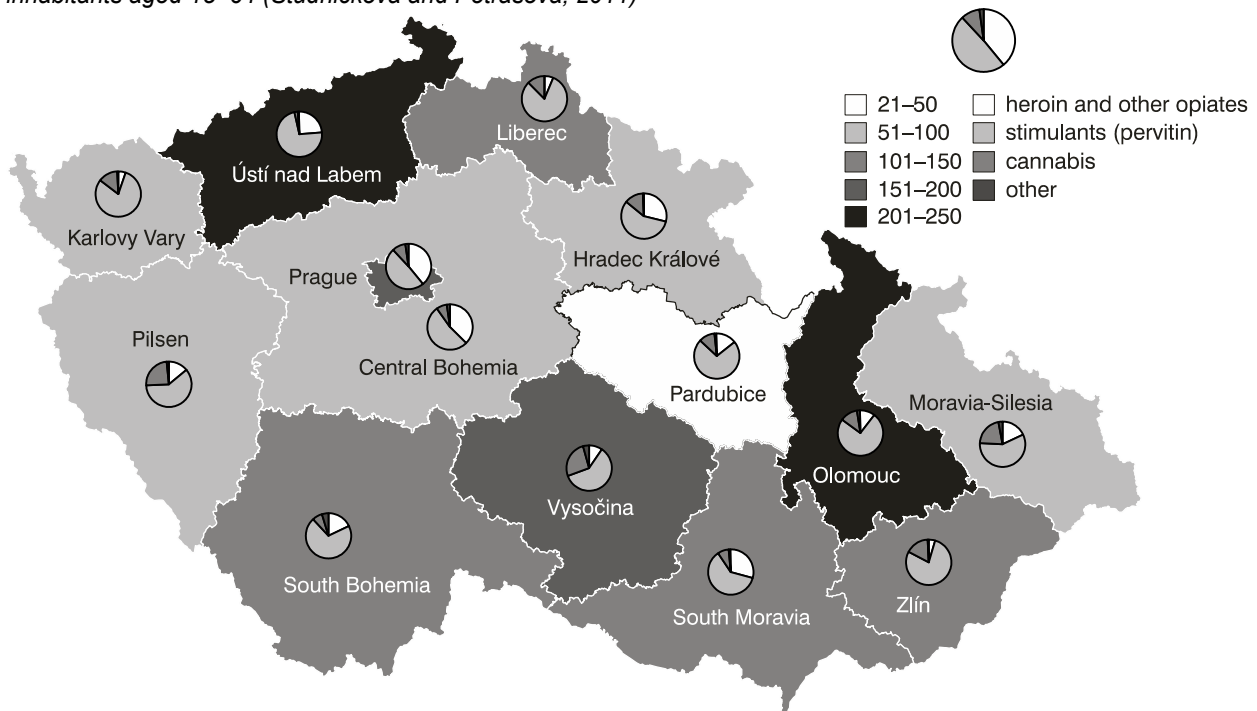 inhabitants aged 15–64 (Studničková and Petrášová, 2011)
21–50
51–100
101–150
151–200
201–250
heroin and other opiates
stimulants (pervitin)
cannabis
other
Liberec
Ústí nad Labem
Karlovy Vary
Hradec Králové
Prague
Pilsen
Central Bohemia
Pardubice
Moravia-Silesia
Olomouc
Vysočina
South Bohemia
South Moravia
Zlín